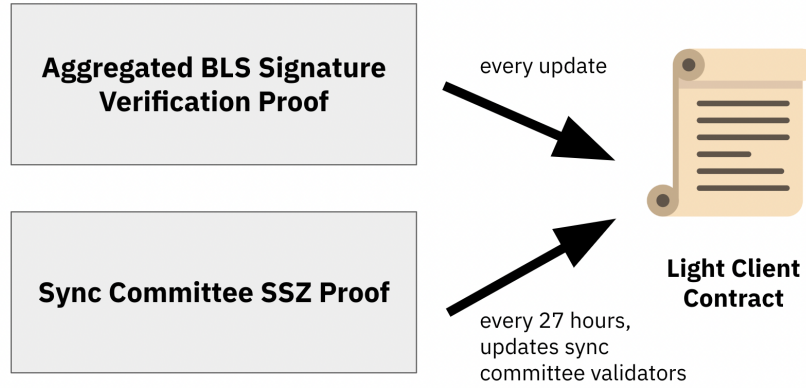 Aggregated BLS Signature
Verification Proof
every update
Sync Committee SSZ Proof
every 27 hours,
updates sync
committee validators
Light Client
Contract